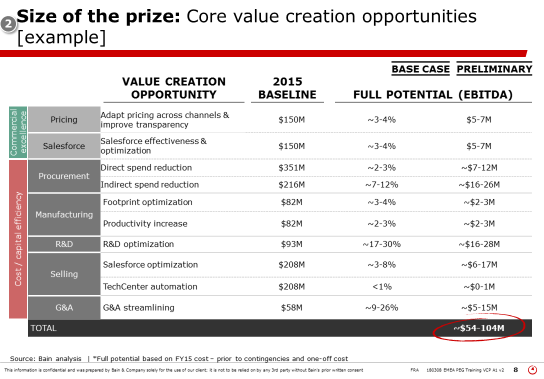 2
Size of the prize: Core value creation opportunities
[example]
BASE CASE PRELIMINARY
VALUE CREATION
OPPORTUNITY
2015
BASELINE
FULL POTENTIAL (EBITDA)
Commercial
excellence
Pricing
Adapt pricing across channels &
improve transparency
$150M ~3-4% $5-7M
Salesforce
Salesforce effectiveness &
optimization
$150M ~3-4% $5-7M
Cost / capital efficiency
Procurement
Direct spend reduction $351M ~2-3% ~$7-12M
Indirect spend reduction $216M ~7-12% ~$16-26M
Manufacturing
Footprint optimization $82M ~3-4% ~$2-3M
Productivity increase $82M ~2-3% ~$2-3M
R&D R&D optimization $93M ~17-30% ~$16-28M
Selling
Salesforce optimization $208M ~3-8% ~$6-17M
TechCenter automation $208M <1% ~$0-1M
G&A G&A streamlining $58M ~9-26% ~$5-15M
TOTAL ~$54-104M
Source: Bain analysis | *Full potential based on FY15 cost – prior to contingencies and one-off cost
This information is confidential and was prepared by Bain & Company solely for the use of our client; it is not to be relied on by any 3rd party without Bain's prior written consent
FRA 160308 EMEA PEG Training VCP A1 v2 8